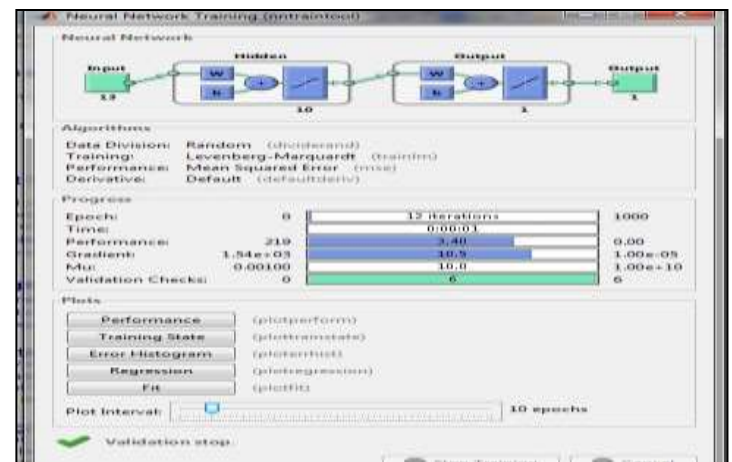 Neural Network Training (nntraintool)
Neural Network
Hidden
Output
Input
Output
W
W
+
+
b
b
13
10
1
1
Algorithms
Data Division: Random (dividerand)
Training: Levenberg-Marquardt (trainlm)
Performance: Mean Squared Error (mse)
Derivative: Default (defaultderiv)
Progress
Epoch: 0 12 iterations 1000
Time: 0:00:01
Performance: 219 3.40 0.00
Gradient: 1.54e+03 10.5 1.00e-05
Mu: 0.00100 10.0 1.00e+10
Validation Checks: 0 6 6
Plots
Performance (plotperform)
Training State (plottrainstate)
Error Histogram (ploterrhist)
Regression (plotregression)
Fit (plotfit)
Plot Interval: 10 epochs
Validation stop.